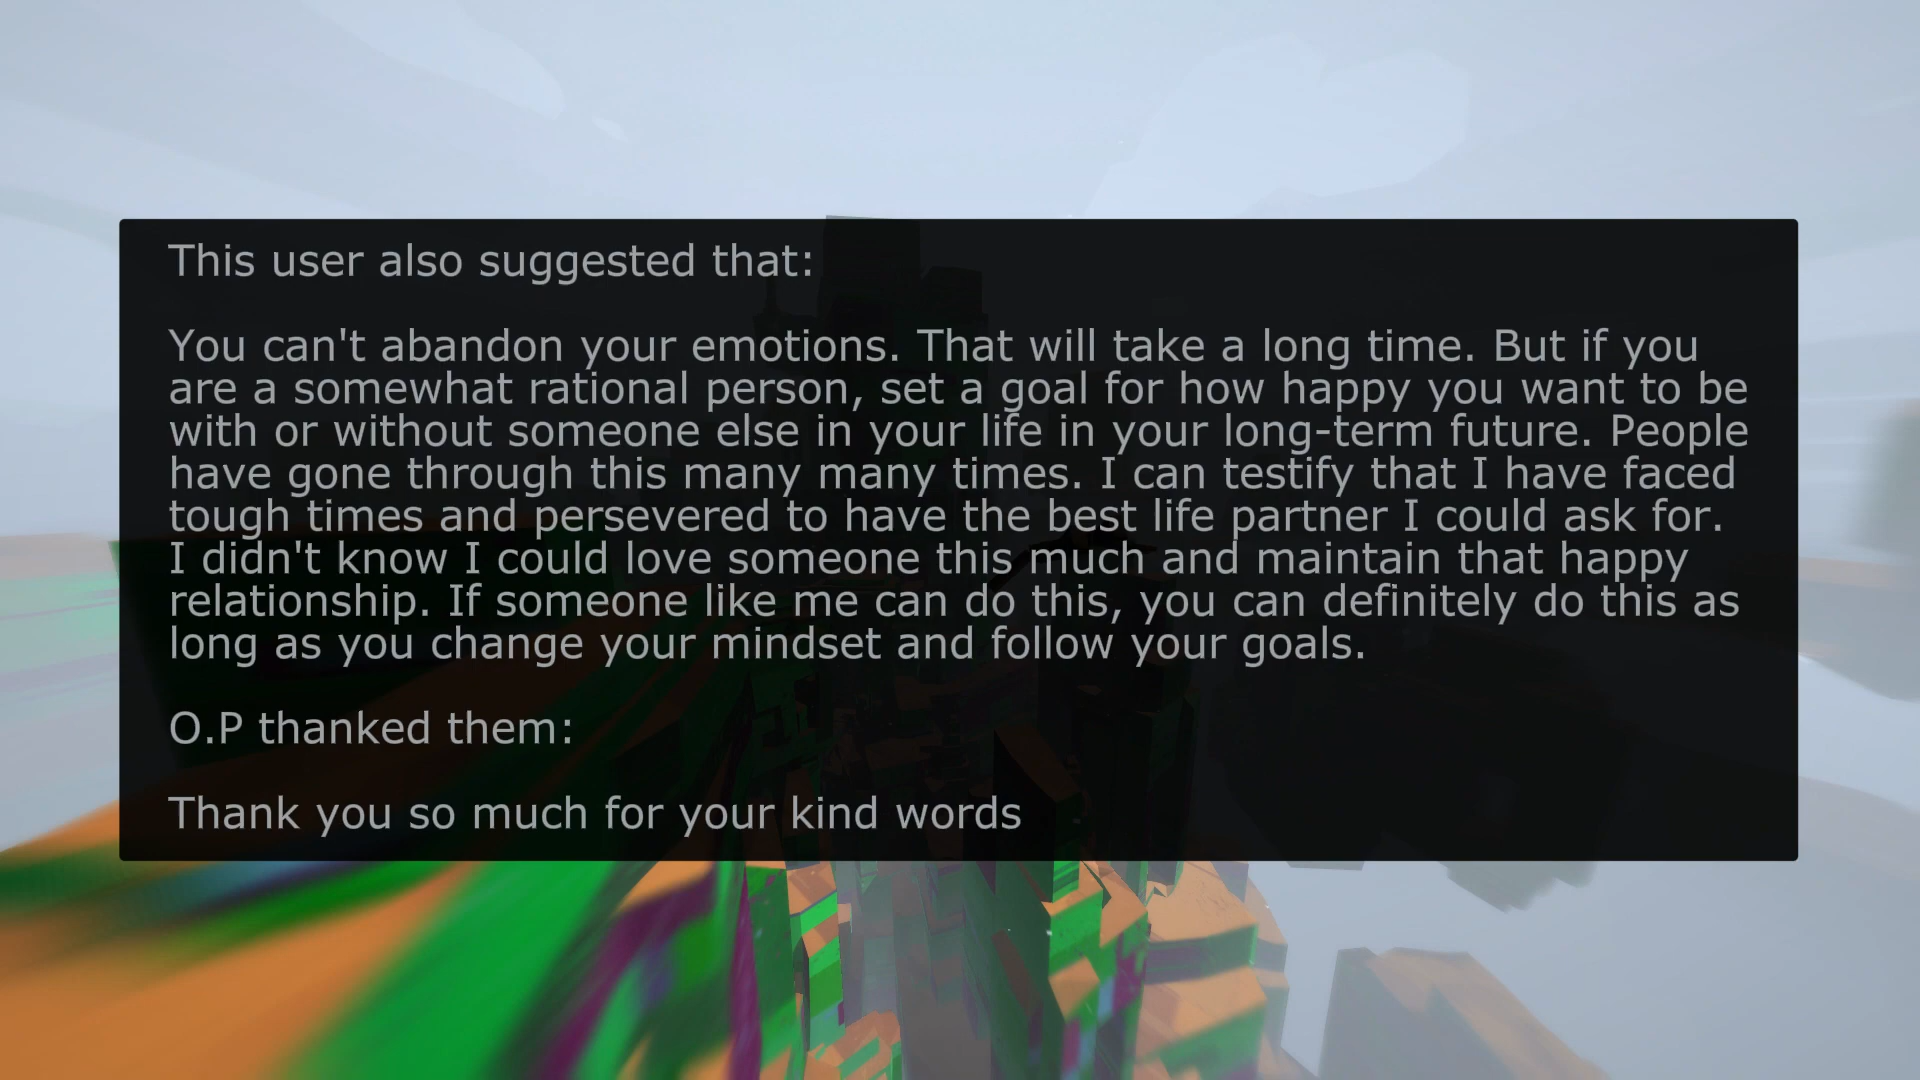 This user also suggested that:
You can't abandon your emotions. That will take a long time. But if you
are a somewhat rational person, set a goal for how happy you want to be
with or without someone else in your life in your long-term future. People
have gone through this many many times. I can testify that I have faced
tough times and persevered to have the best life partner I could ask for.
I didn't know I could love someone this much and maintain that happy
relationship. If someone like me can do this, you can definitely do this as
long as you change your mindset and follow your goals.
O.P thanked them:
Thank you so much for your kind words